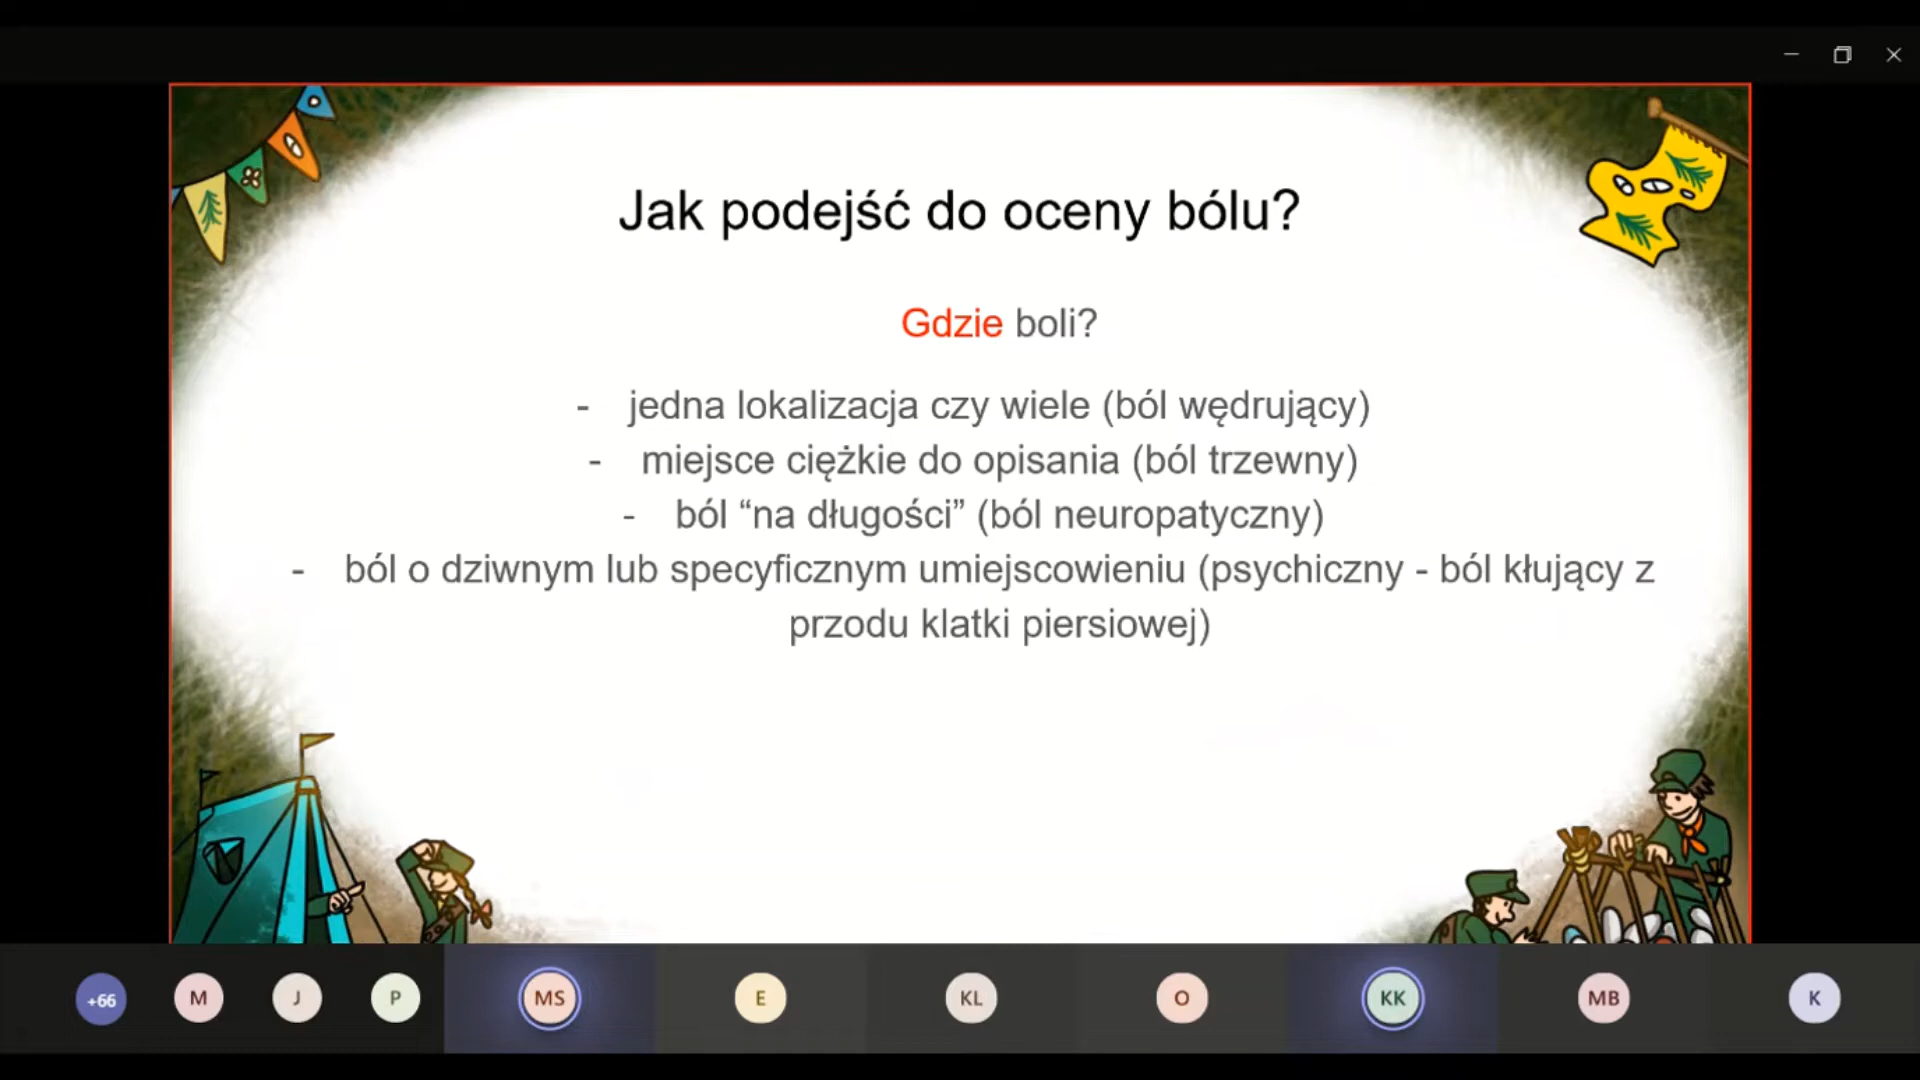 Jak podejść do oceny bólu?
Gdzie boli?
- jedna lokalizacja czy wiele (ból wędrujący)
- miejsce ciężkie do opisania (ból trzewny)
- ból “na długości” (ból neuropatyczny)
- ból o dziwnym lub specyficznym umiejscowieniu (psychiczny - ból kłujący z
przodu klatki piersiowej)
+66 M J P MS E KL O KK MB K